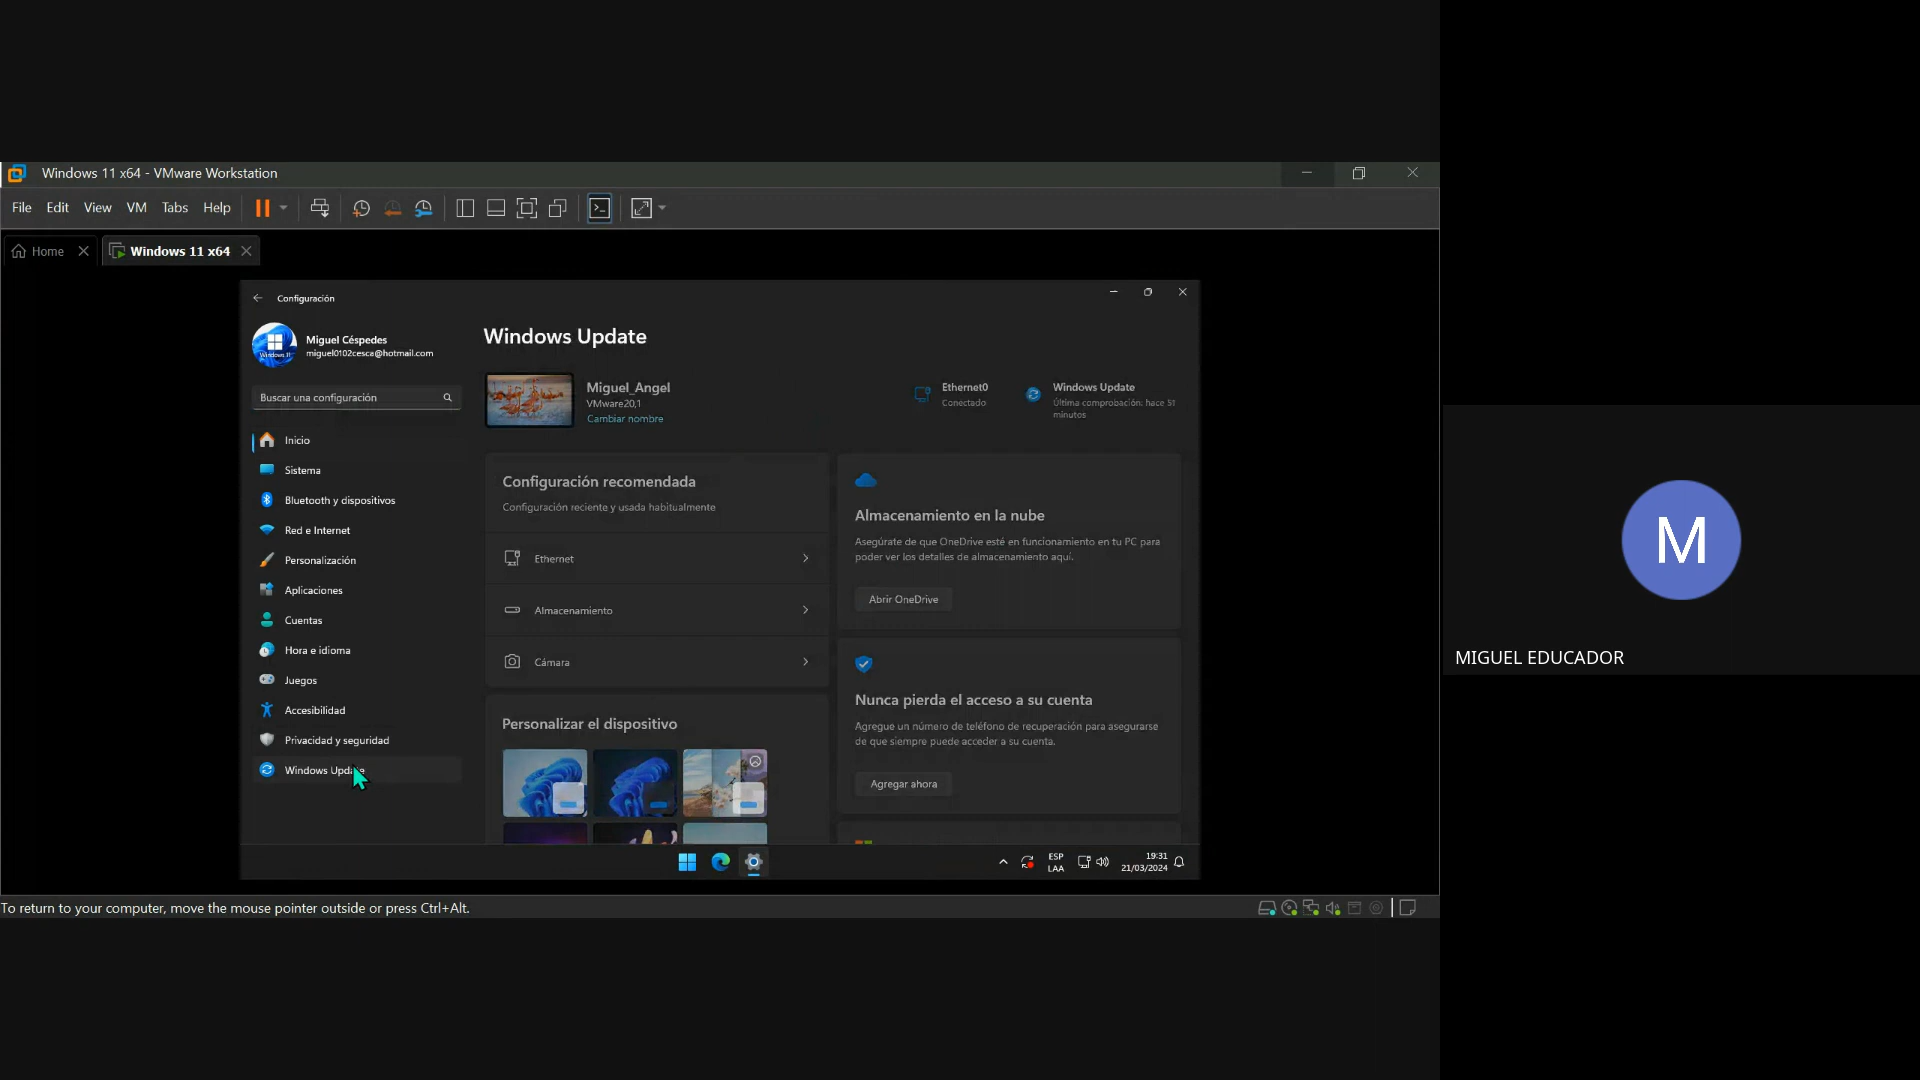 Windows 11 x64 - VMware Workstation
File Edit View VM Tabs Help
Home
Windows 11 x64
Configuración
Miguel Céspedes
miguel0102cesca@hotmail.com
Buscar una configuración
Inicio
Sistema
Bluetooth y dispositivos
Red e Internet
Personalización
Aplicaciones
Cuentas
Hora e idioma
Juegos
Accesibilidad
Privacidad y seguridad
Windows Update
Windows Update
Miguel_Angel
VMware20,1
Cambiar nombre
Ethernet0
Conectado
Windows Update
Última comprobación: hace 51
minutos
Configuración recomendada
Configuración reciente y usada habitualmente
Ethernet
Almacenamiento
Cámara
Personalizar el dispositivo
Almacenamiento en la nube
Asegúrate de que OneDrive esté en funcionamiento en tu PC para
poder ver los detalles de almacenamiento aquí.
Abrir OneDrive
Nunca pierda el acceso a su cuenta
Agregue un número de teléfono de recuperación para asegurarse
de que siempre puede acceder a su cuenta.
Agregar ahora
ESP
LAA
19:31
21/03/2024
To return to your computer, move the mouse pointer outside or press Ctrl+Alt.
M
MIGUEL EDUCADOR